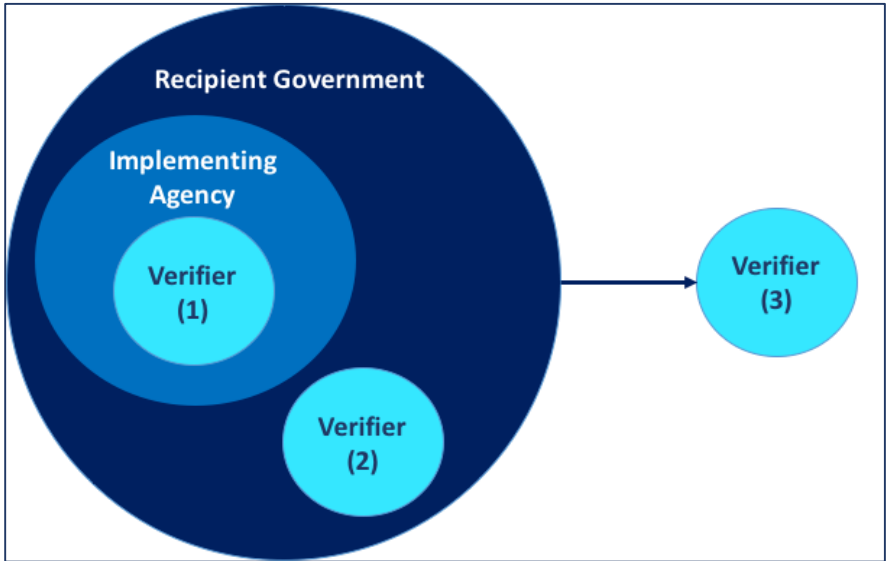 Recipient Government
Implementing
Agency
Verifier
(1)
Verifier
(2)
Verifier
(3)